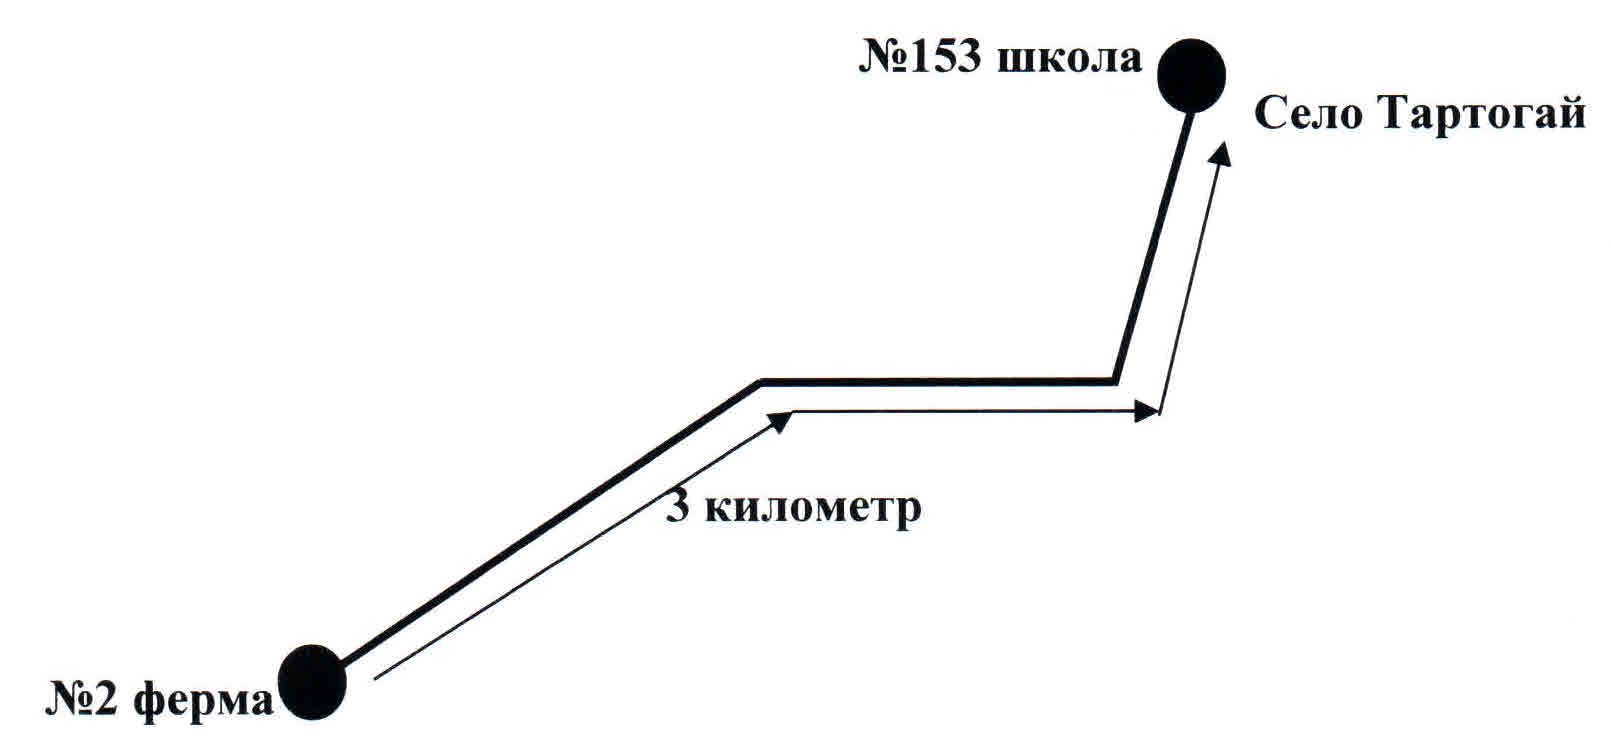 №153 школа
Село Тартогай
3 километр
№2 ферма